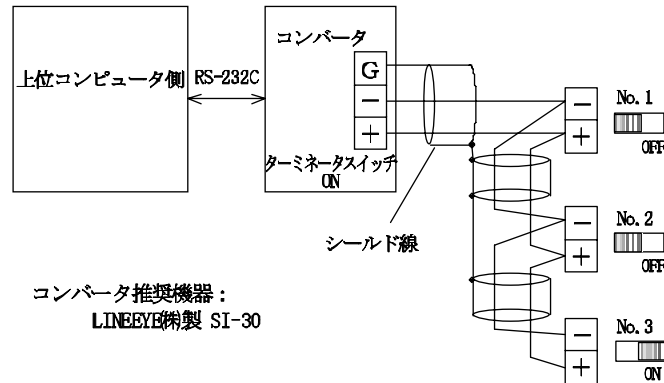 上位コンピュータ側
RS-232C
コンバータ
G
−
+
ターミネータスイッチ
ON
シールド線
−
+
No.1
OFF
−
+
No.2
OFF
−
+
No.3
ON
コンバータ推奨機器：
LINEEYE㈱製 SI-30